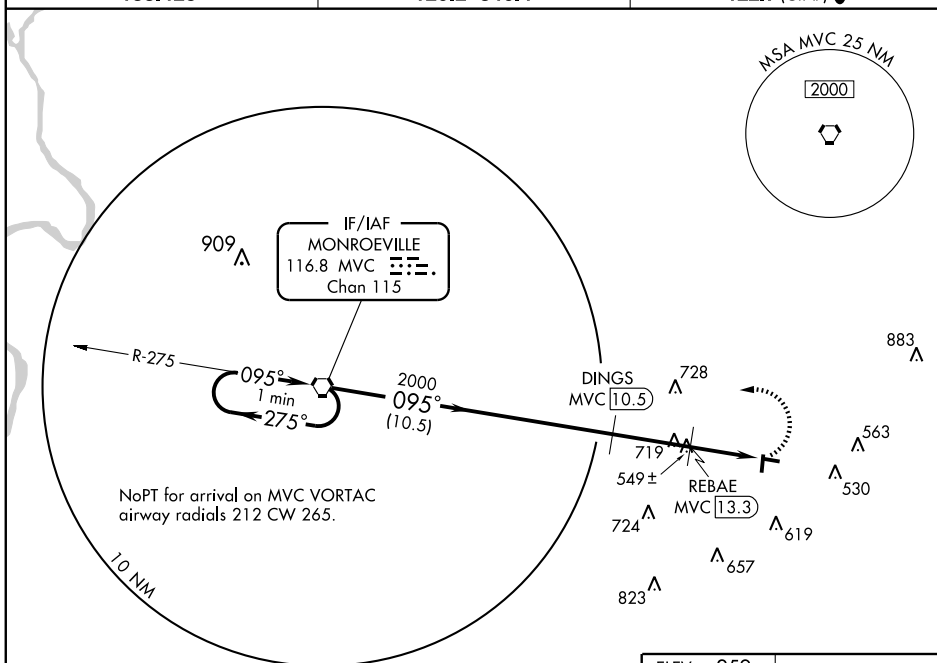 MSA MVC 25 NM
2000
IF/IAF
MONROEVILLE
116.8 MVC
Chan 115
909
883
R-275
095°
1 min
275°
2000
095°
(10.5)
DINGS
MVC 10.5
728
719
549±
REBAE
MVC 13.3
563
530
NoPT for arrival on MVC VORTAC
airway radials 212 CW 265.
724
619
657
823
10 NM